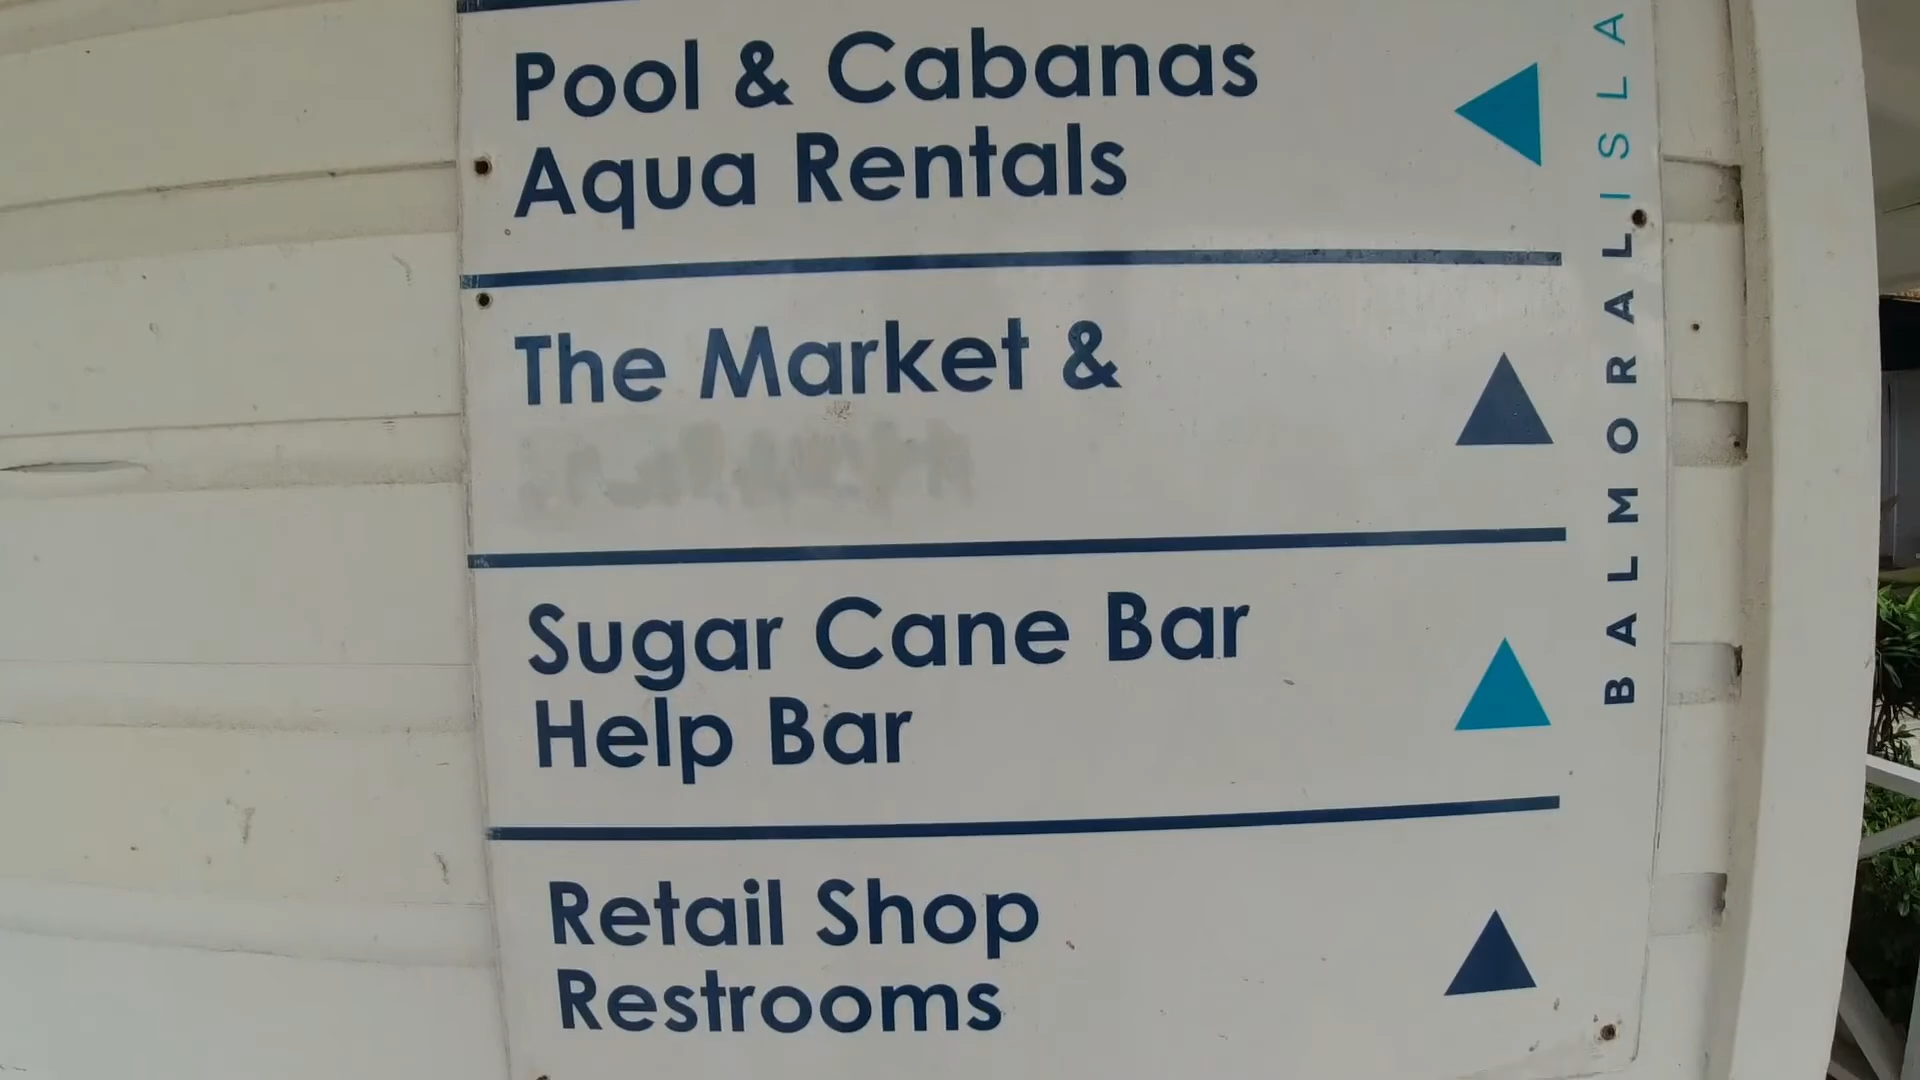 Pool & Cabanas
Aqua Rentals
The Market &
Sugar Cane Bar
Help Bar
Retail Shop
Restrooms
BALMORAL ISLA